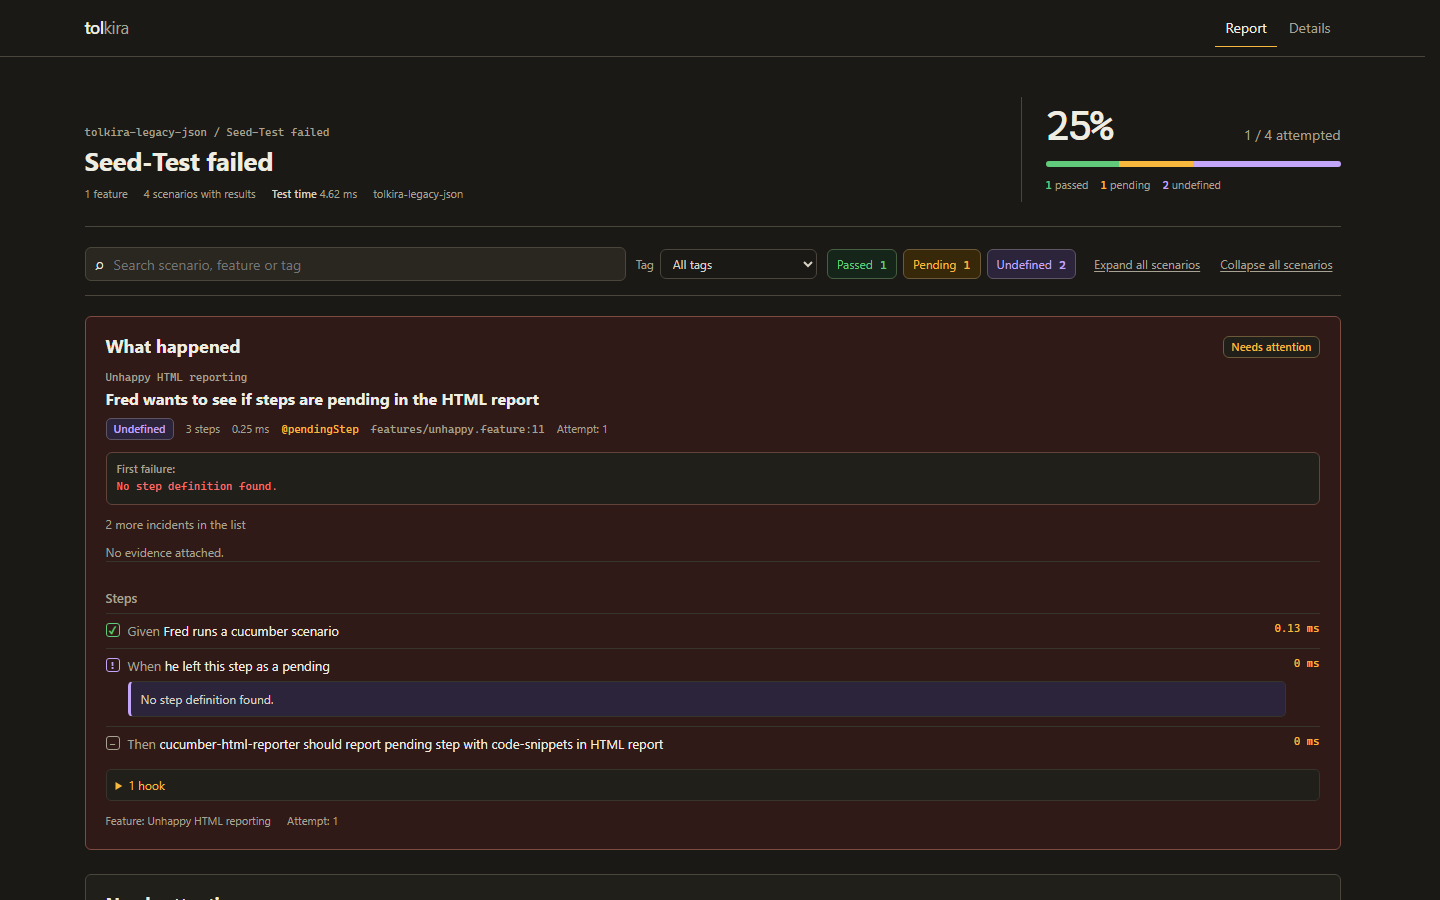 tolkira
Report Details
tolkira-legacy-json / Seed-Test failed
Seed-Test failed
1 feature 4 scenarios with results Test time 4.62 ms tolkira-legacy-json
25%
1 / 4 attempted
1 passed 1 pending 2 undefined
Search scenario, feature or tag
Tag All tags Passed 1 Pending 1 Undefined 2 Expand all scenarios Collapse all scenarios
What happened
Needs attention
Unhappy HTML reporting
Fred wants to see if steps are pending in the HTML report
Undefined 3 steps 0.25 ms @pendingStep features/unhappy.feature:11 Attempt: 1
First failure:
No step definition found.
2 more incidents in the list
No evidence attached.
Steps
Given Fred runs a cucumber scenario 0.13 ms
When he left this step as a pending 0 ms
No step definition found.
Then cucumber-html-reporter should report pending step with code-snippets in HTML report 0 ms
1 hook
Feature: Unhappy HTML reporting Attempt: 1